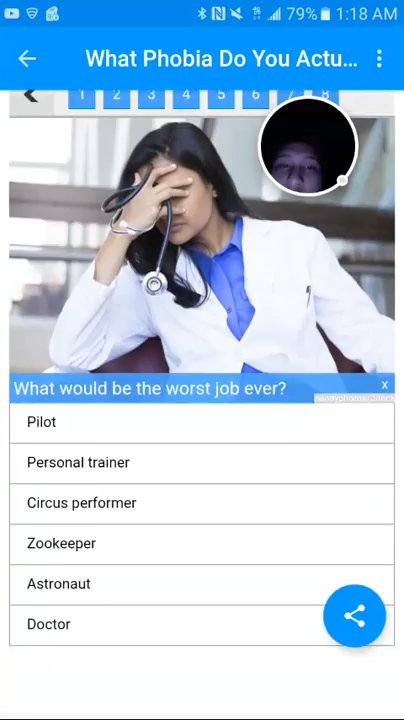 79% 1:18 AM
What Phobia Do You Actu...
1 2 3 4 5 6 7 8
What would be the worst job ever? x
Pilot
Personal trainer
Circus performer
Zookeeper
Astronaut
Doctor